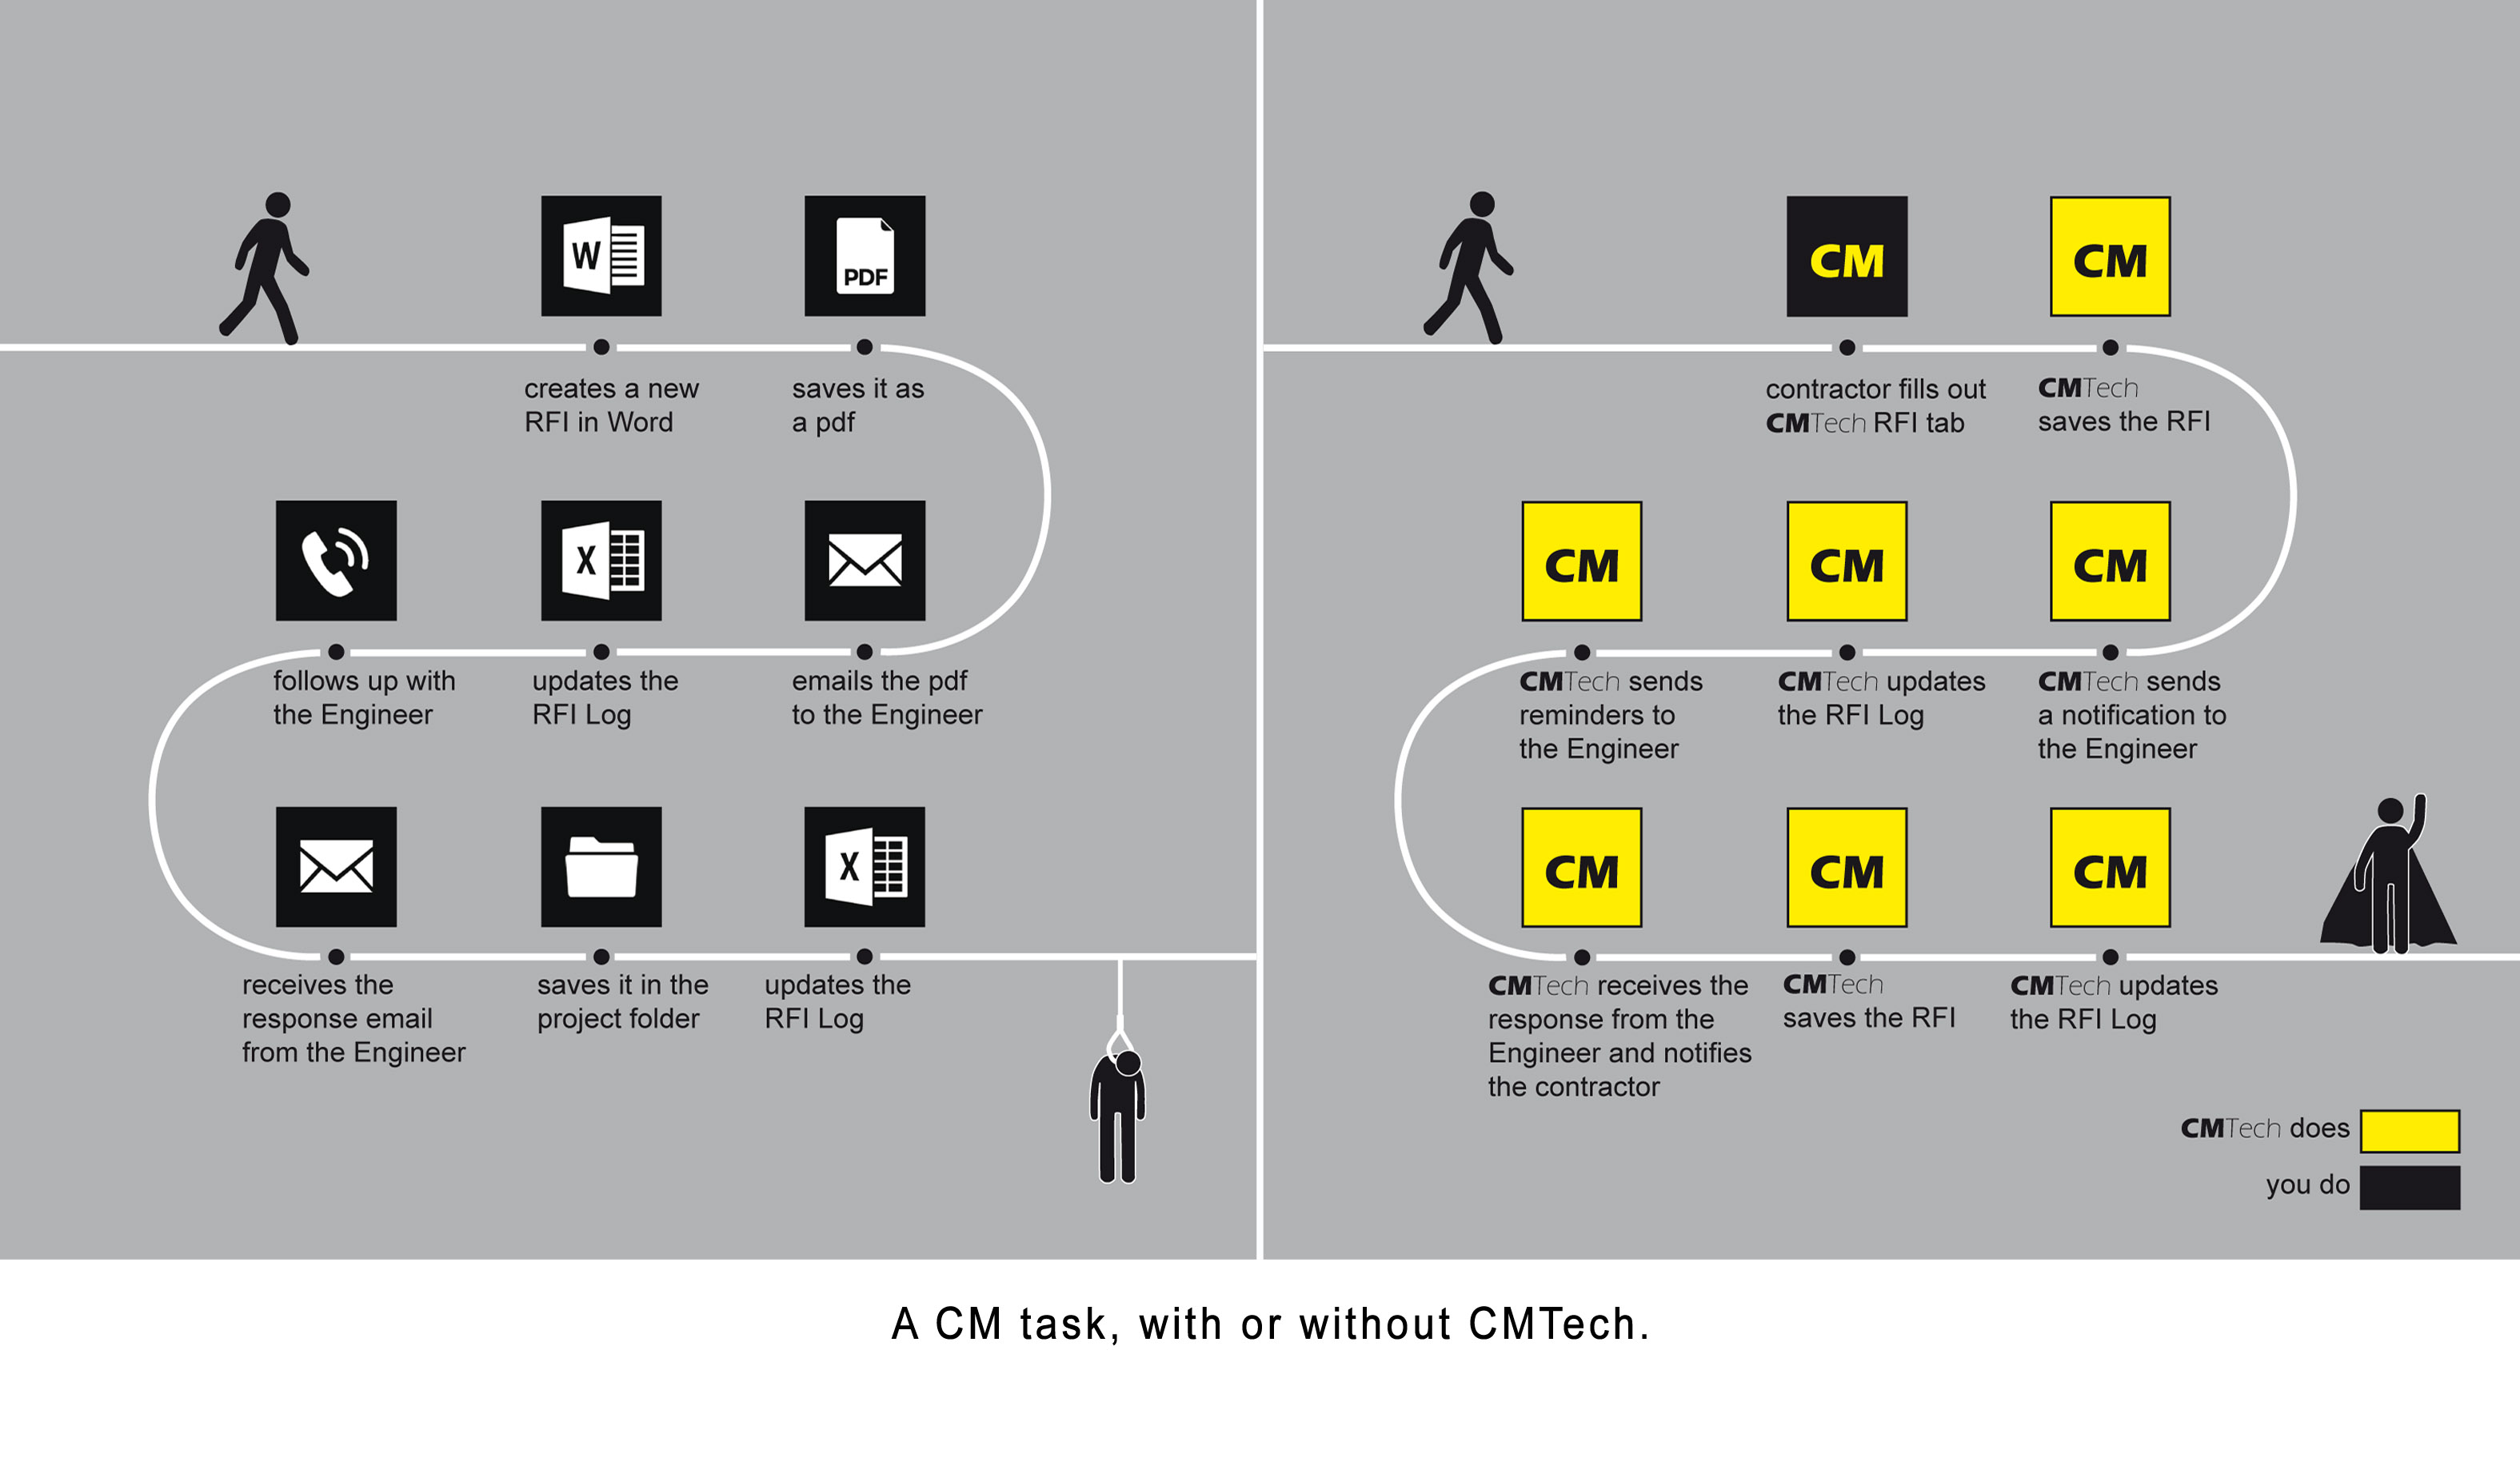 W
PDF
creates a new
RFI in Word
saves it as
a pdf
X
follows up with
the Engineer
updates the
RFI Log
emails the pdf
to the Engineer
X
receives the
response email
from the Engineer
saves it in the
project folder
updates the
RFI Log
CM
CM
contractor fills out
CMTech RFI tab
CMTech
saves the RFI
CM
CM
CM
CMTech sends
reminders to
the Engineer
CMTech updates
the RFI Log
CMTech sends
a notification to
the Engineer
CM
CM
CM
CMTech receives the
response from the
Engineer and notifies
the contractor
CMTech
saves the RFI
CMTech updates
the RFI Log
CMTech does
you do
A CM task, with or without CMTech.